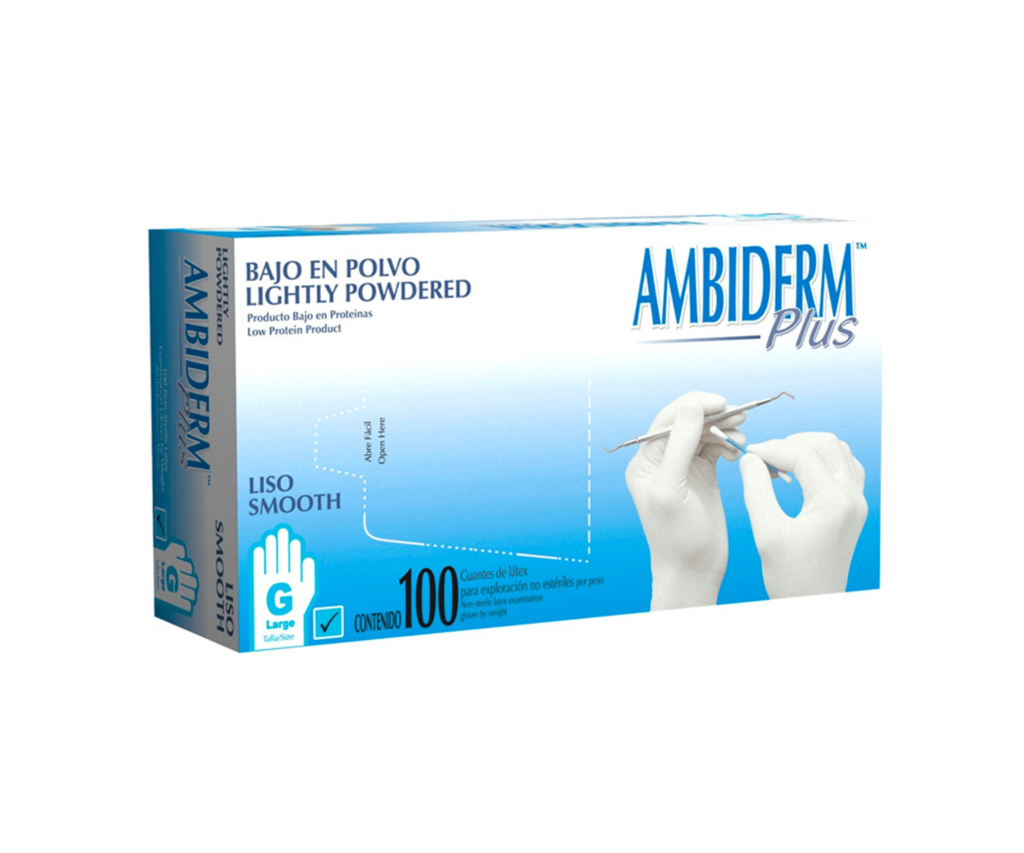 BAJO EN POLVO
LIGHTLY POWDERED
Producto Bajo en Proteinas
Low Protein Product
AMBIDERM™
Plus
Abre Fácil
Open Here
LISO
SMOOTH
G
Large
Talla/Size
CONTENIDO 100
Guantes de látex
para exploración no estériles por peso
Non-sterile latex examination
gloves by weight
LIGHTLY
POWDERED
AMBIDERM™
Plus
LISO
SMOOTH
G
Large